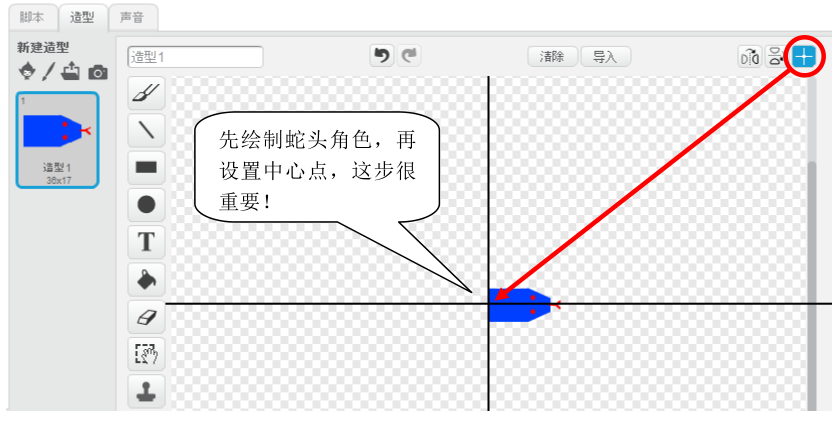 脚本 造型 声音
新建造型
造型1 清除 导入
1
造型1
36x17
先绘制蛇头角色，再
设置中心点，这步很
重要！
T